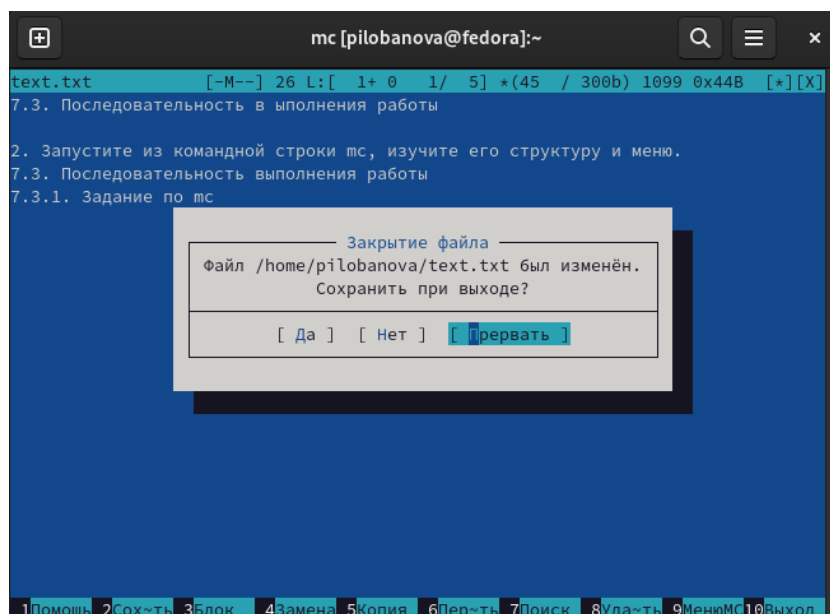 mc [pilobanova@fedora]:~
text.txt [-M--] 26 L:[ 1+ 0 1/ 5] *(45 / 300b) 1099 0x44B [*][X]
7.3. Последовательность в ыполнения работы
2. Запустите из командной строки mc, изучите его структуру и меню.
7.3. Последовательность выполнения работы
7.3.1. Задание по mc
Закрытие файла
Файл /home/pilobanova/text.txt был изменён.
Сохранить при выходе?
[ Да ] [ Нет ] [ Прервать ]
1Помощь 2Сох~ть 3Блок 4Замена 5Копия 6Пер~ть 7Поиск 8Уда~ть 9МенюMC 10Выход